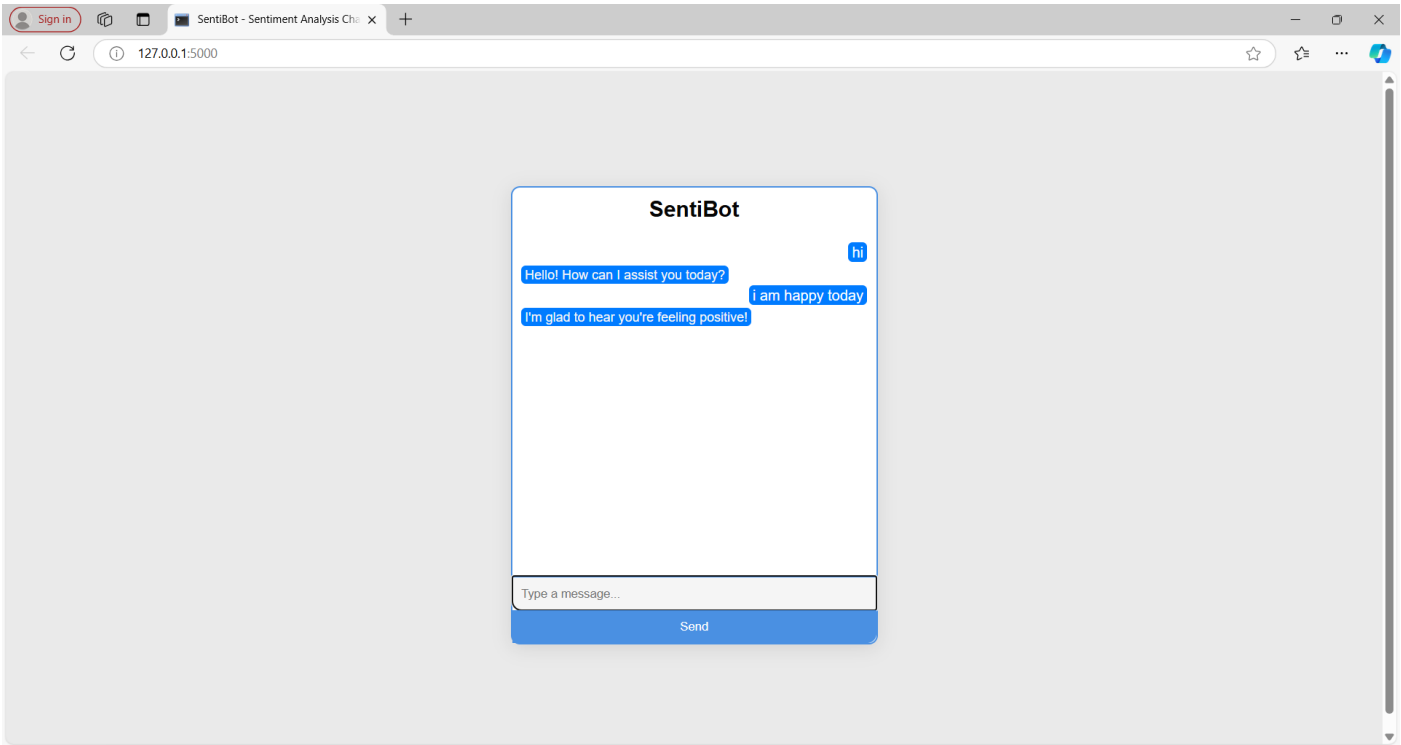 Sign in
SentiBot - Sentiment Analysis Cha
127.0.0.1:5000
SentiBot
hi
Hello! How can I assist you today?
i am happy today
I'm glad to hear you're feeling positive!
Type a message...
Send